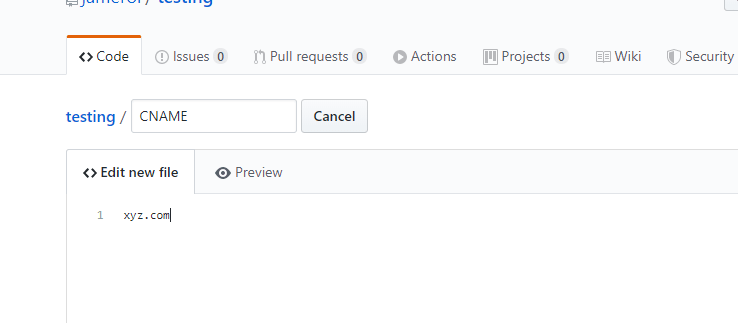 / testing
Code Issues 0 Pull requests 0 Actions Projects 0 Wiki Security
testing / CNAME Cancel
Edit new file Preview
1 xyz.com